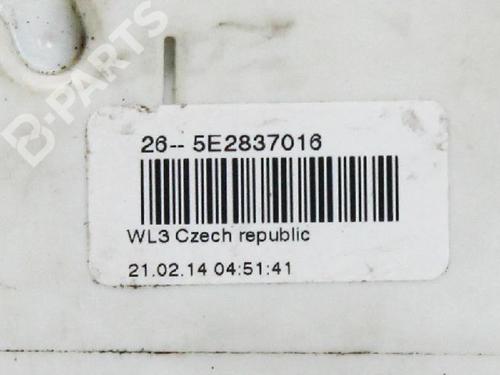 B-PARTS
26-- 5E2837016
WL3 Czech republic
21.02.14 04:51:41